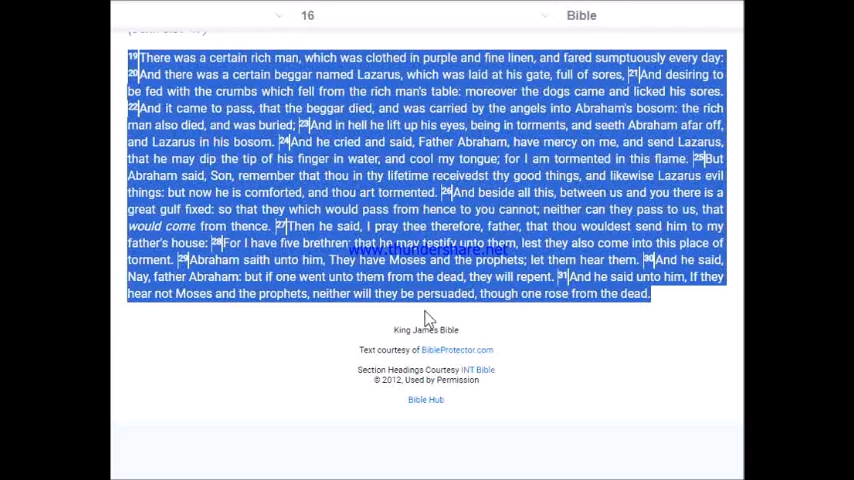 16 Bible
19There was a certain rich man, which was clothed in purple and fine linen, and fared sumptuously every day:
20And there was a certain beggar named Lazarus, which was laid at his gate, full of sores, 21And desiring to
be fed with the crumbs which fell from the rich man's table: moreover the dogs came and licked his sores.
22And it came to pass, that the beggar died, and was carried by the angels into Abraham's bosom: the rich
man also died, and was buried; 23And in hell he lift up his eyes, being in torments, and seeth Abraham afar off,
and Lazarus in his bosom. 24And he cried and said, Father Abraham, have mercy on me, and send Lazarus,
that he may dip the tip of his finger in water, and cool my tongue; for I am tormented in this flame. 25But
Abraham said, Son, remember that thou in thy lifetime receivedst thy good things, and likewise Lazarus evil
things: but now he is comforted, and thou art tormented. 26And beside all this, between us and you there is a
great gulf fixed: so that they which would pass from hence to you cannot; neither can they pass to us, that
would come from thence. 27Then he said, I pray thee therefore, father, that thou wouldest send him to my
father's house: 28For I have five brethren; that he may testify unto them, lest they also come into this place of
www.thundershare.net
torment. 29Abraham saith unto him, They have Moses and the prophets; let them hear them. 30And he said,
Nay, father Abraham: but if one went unto them from the dead, they will repent. 31And he said unto him, If they
hear not Moses and the prophets, neither will they be persuaded, though one rose from the dead.
King James Bible
Text courtesy of BibleProtector.com
Section Headings Courtesy INT Bible
© 2012, Used by Permission
Bible Hub